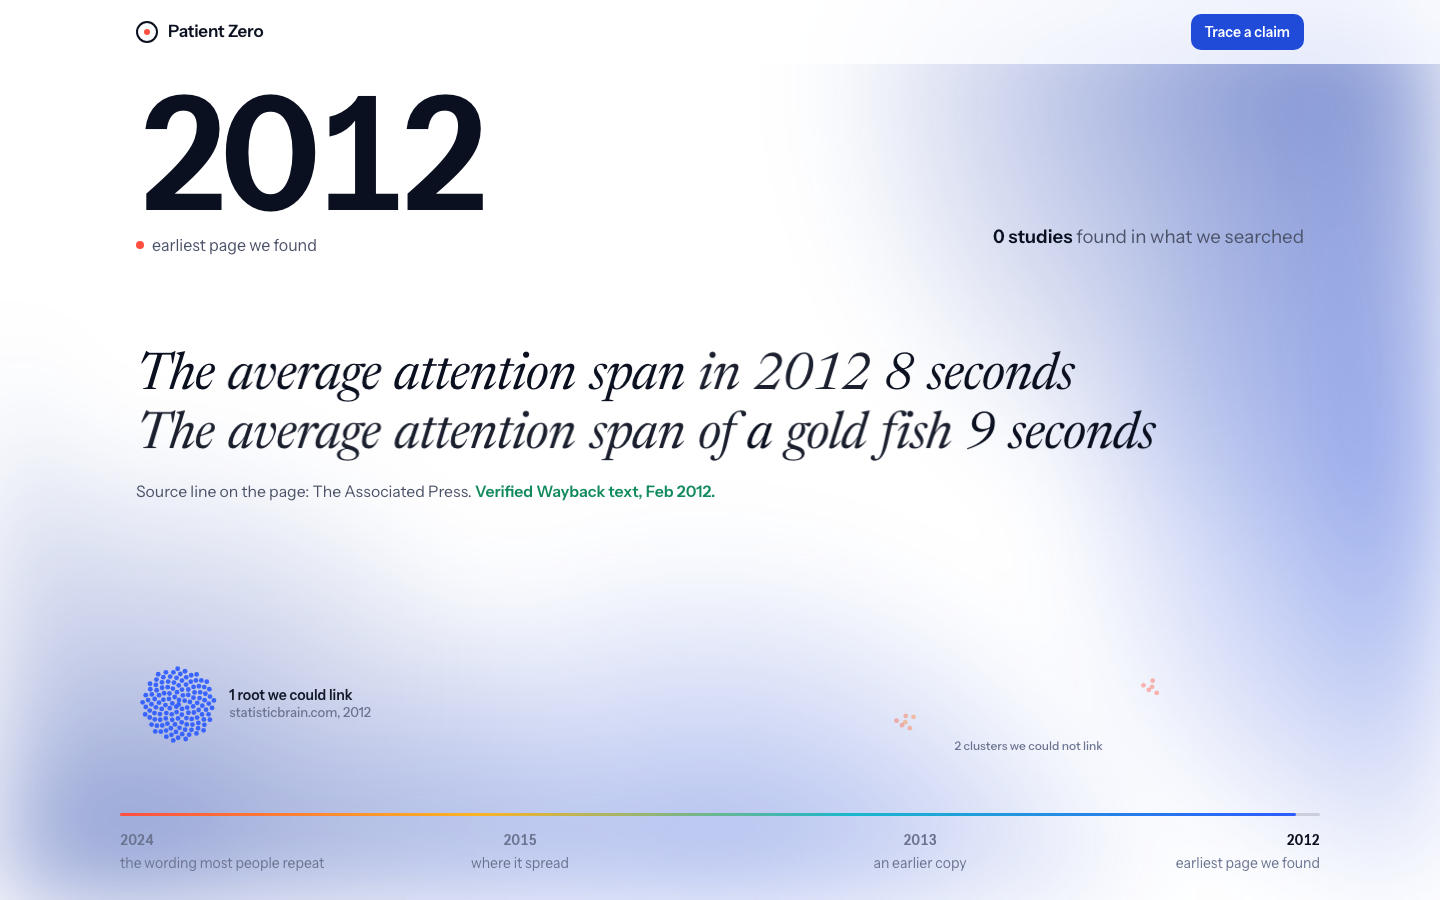 Patient Zero
Trace a claim
2012
earliest page we found
0 studies found in what we searched
The average attention span in 2012 8 seconds
The average attention span of a gold fish 9 seconds
Source line on the page: The Associated Press. Verified Wayback text, Feb 2012.
1 root we could link
statisticbrain.com, 2012
2 clusters we could not link
2024
the wording most people repeat
2015
where it spread
2013
an earlier copy
2012
earliest page we found